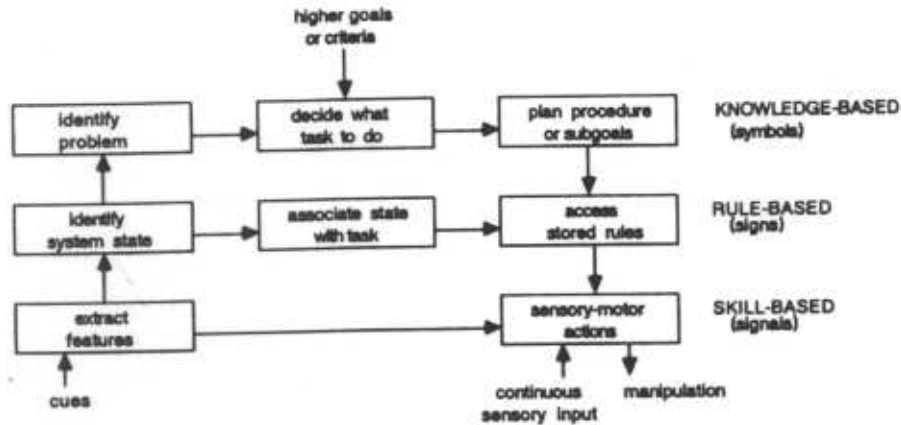 higher goals
or criteria
identify
problem
decide what
task to do
plan procedure
or subgoals
KNOWLEDGE-BASED
(symbols)
identify
system state
associate state
with task
access
stored rules
RULE-BASED
(signs)
extract
features
sensory-motor
actions
SKILL-BASED
(signals)
cues
continuous
sensory input
manipulation